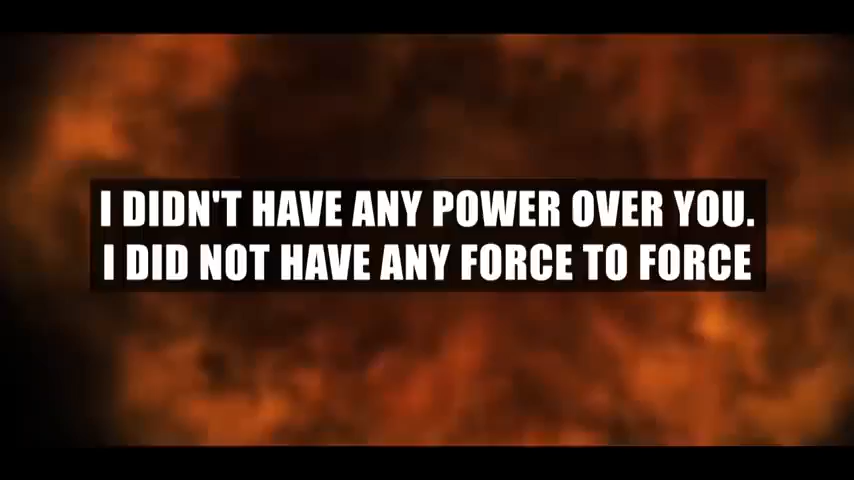 I DIDN'T HAVE ANY POWER OVER YOU.
I DID NOT HAVE ANY FORCE TO FORCE